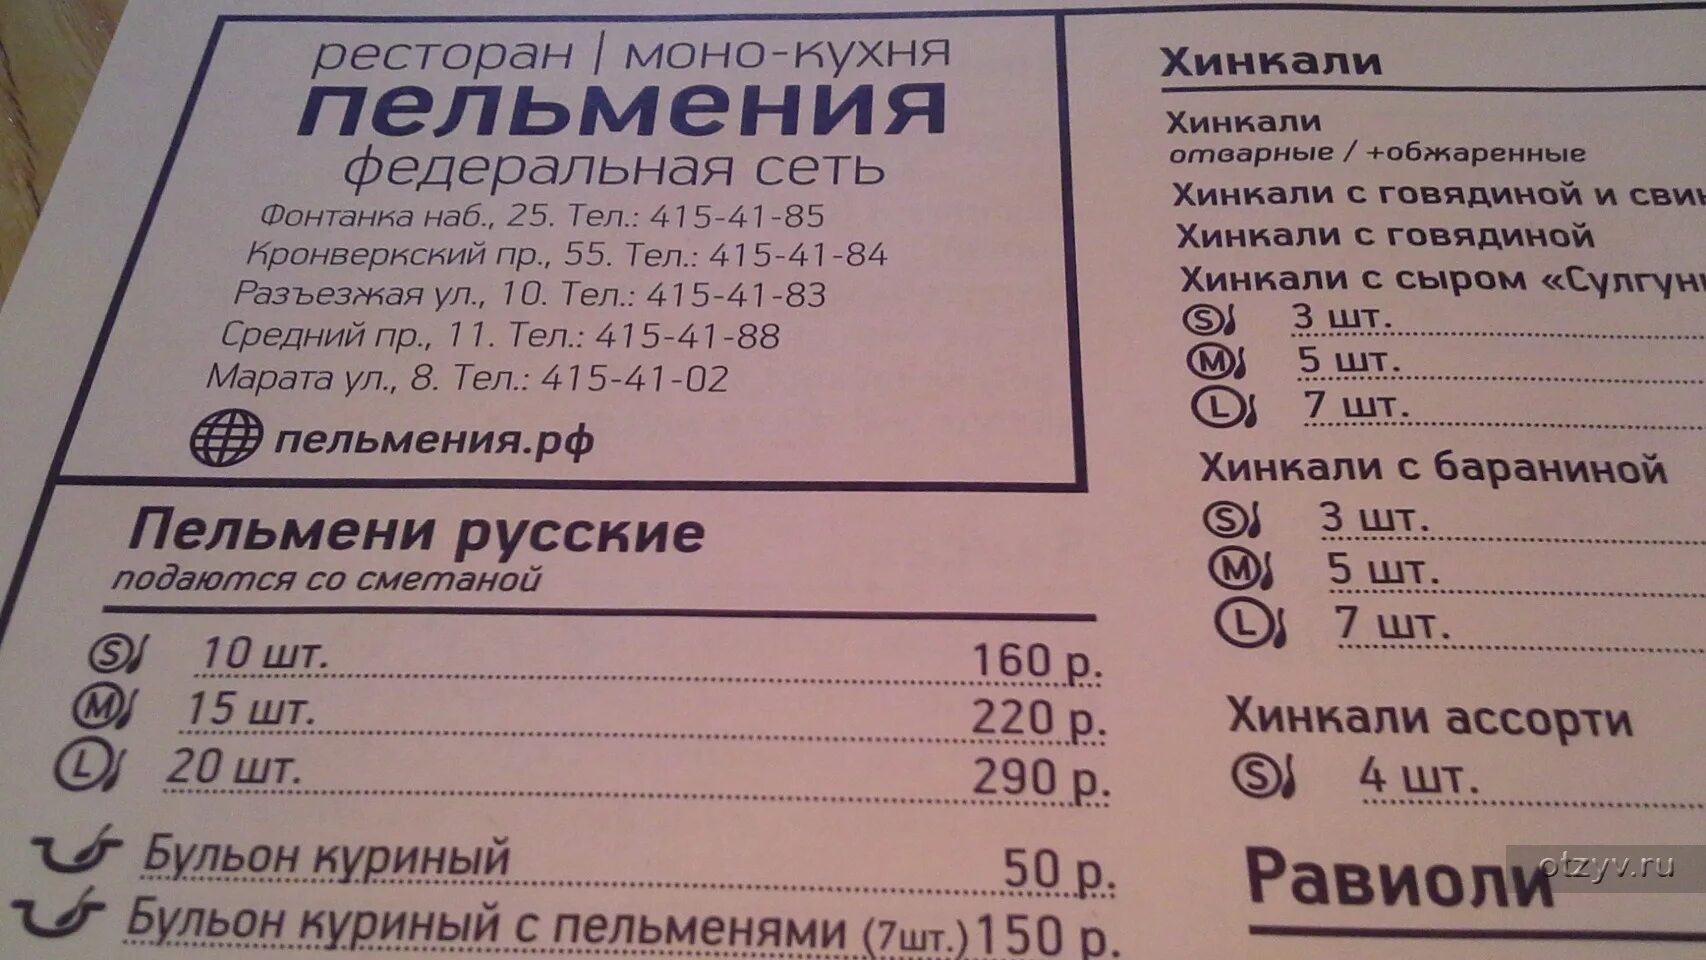 ресторан | моно-кухня
пельмения
федеральная сеть
Фонтанка наб., 25. Тел.: 415-41-85
Кронверкский пр., 55. Тел.: 415-41-84
Разъезжая ул., 10. Тел.: 415-41-83
Средний пр., 11. Тел.: 415-41-88
Марата ул., 8. Тел.: 415-41-02
пельмения.рф
Пельмени русские
подаются со сметаной
S 10 шт. 160 р.
M 15 шт. 220 р.
L 20 шт. 290 р.
Бульон куриный 50 р.
Бульон куриный с пельменями (7шт.) 150 р.
Хинкали
Хинкали
отварные / +обжаренные
Хинкали с говядиной и
Хинкали с говядиной
Хинкали с сыром
S 3 шт.
M 5 шт.
L 7 шт.
Хинкали с бараниной
S 3 шт.
M 5 шт.
L 7 шт.
Хинкали ассорти
S 4 шт.
Равиоли
otzyv.ru